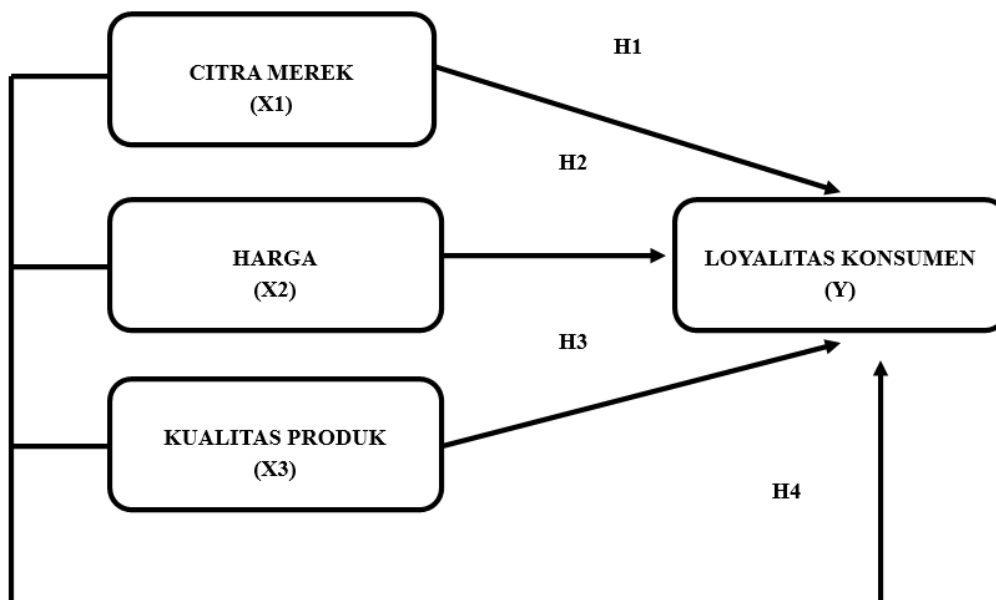 H1
CITRA MEREK
(X1)
H2
HARGA
(X2)
LOYALITAS KONSUMEN
(Y)
H3
KUALITAS PRODUK
(X3)
H4